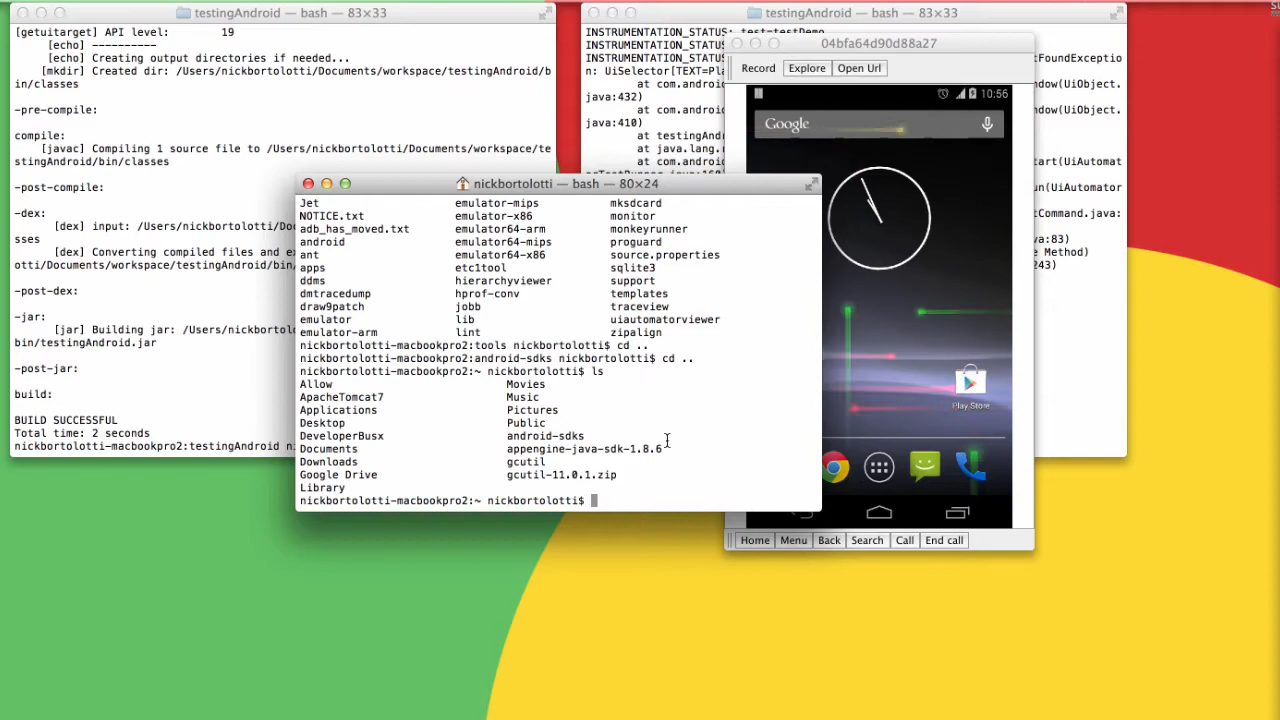 testingAndroid — bash — 83×33
[getuitarget] API level:       19
[echo] ----------
[echo] Creating output directories if needed...
[mkdir] Created dir: /Users/nickbortolotti/Documents/workspace/testingAndroid/b
in/classes
-pre-compile:
compile:
[javac] Compiling 1 source file to /Users/nickbortolotti/Documents/workspace/te
stingAndroid/bin/classes
-post-compile:
-dex:
[dex] input: /Users/nickbortolotti/Docu
sses
[dex] Converting compiled files and ex
lotti/Documents/workspace/testingAndroid/bin/
-post-dex:
-jar:
[jar] Building jar: /Users/nickbortolot
bin/testingAndroid.jar
-post-jar:
build:
BUILD SUCCESSFUL
Total time: 2 seconds
nickbortolotti-macbookpro2:testingAndroid ni
testingAndroid — bash — 83×33
INSTRUMENTATION_STATUS: test=testDemo
INSTRUMENTATION_STATUS
INSTRUMENTATION_STATUS
n: UiSelector[TEXT=Pla
at com.android
java:432)
at com.android
java:410)
at testingAndr
at java.lang.r
at com.android
otFoundExceptio
ndow(UiObject.
ndow(UiObject.
tart(UiAutomat
un(UiAutomator
tCommand.java:
va:83)
e Method)
243)
04bfa64d90d88a27
Record Explore Open Url
10:56
Google
Play Store
Home Menu Back Search Call End call
nickbortolotti — bash — 80×24
Jet emulator-mips mksdcard
NOTICE.txt emulator-x86 monitor
adb_has_moved.txt emulator64-arm monkeyrunner
android emulator64-mips proguard
ant emulator64-x86 source.properties
apps etc1tool sqlite3
ddms hierarchyviewer support
dmtracedump hprof-conv templates
draw9patch jobb traceview
emulator lib uiautomatorviewer
emulator-arm lint zipalign
nickbortolotti-macbookpro2:tools nickbortolotti$ cd ..
nickbortolotti-macbookpro2:android-sdks nickbortolotti$ cd ..
nickbortolotti-macbookpro2:~ nickbortolotti$ ls
Allow Movies
ApacheTomcat7 Music
Applications Pictures
Desktop Public
DeveloperBusx android-sdks
Documents appengine-java-sdk-1.8.6
Downloads gcutil
Google Drive gcutil-11.0.1.zip
Library
nickbortolotti-macbookpro2:~ nickbortolotti$